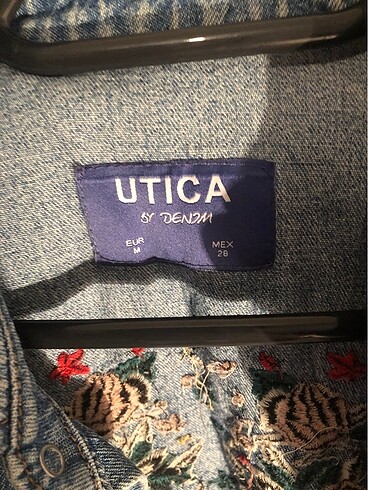 UTICA
BY DENIM
EUR MEX
M 28